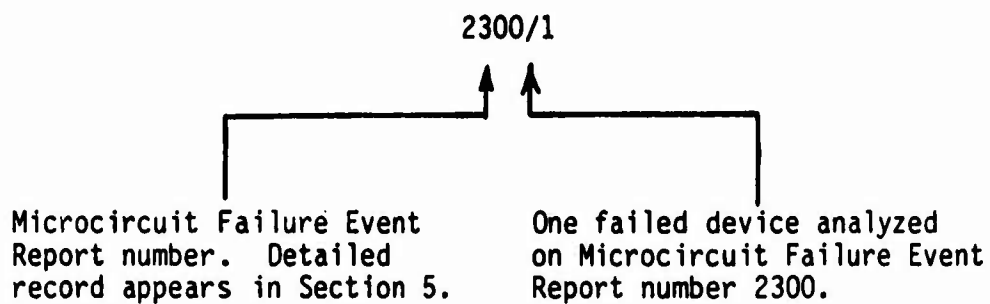 2300/1
Microcircuit Failure Event
Report number. Detailed
record appears in Section 5.
One failed device analyzed
on Microcircuit Failure Event
Report number 2300.